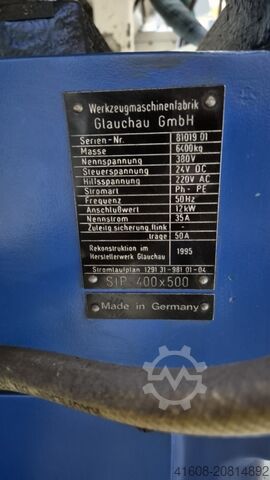 Werkzeugmaschinenfabrik
Glauchau GmbH
Serien-Nr. 81019 01
Masse 6400kg
Nennspannung 380V
Steuerspannung 24V DC
Hilfsspannung 220V AC
Stromart Ph - PE
Frequenz 50Hz
Anschlußwert 12kW
Nennstrom 35A
Zuleitg.sicherung, flink -
träge 50A
Rekonstruktion im 1995
Herstellerwerk Glauchau
Stromlaufplan 1291 31-981 01-04
SIP 400x500
Made in Germany
41608-20814892